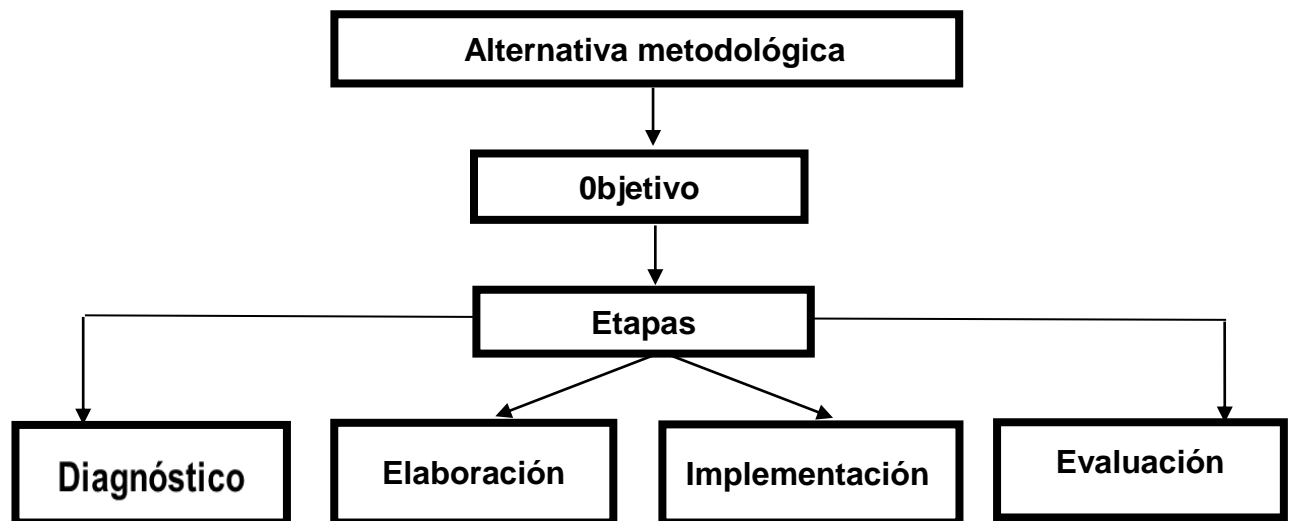 Alternativa metodológica
0bjetivo
Etapas
Diagnóstico
Elaboración
Implementación
Evaluación